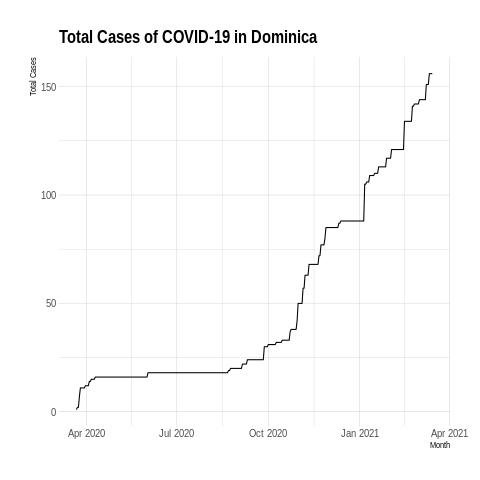 Total Cases of COVID-19 in Dominica
Total Cases
150
100
50
0
Apr 2020
Jul 2020
Oct 2020
Jan 2021
Apr 2021
Month